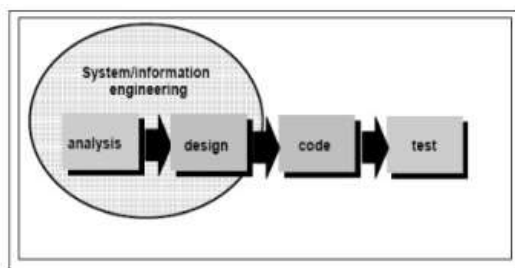 System/information
engineering
analysis
design
code
test